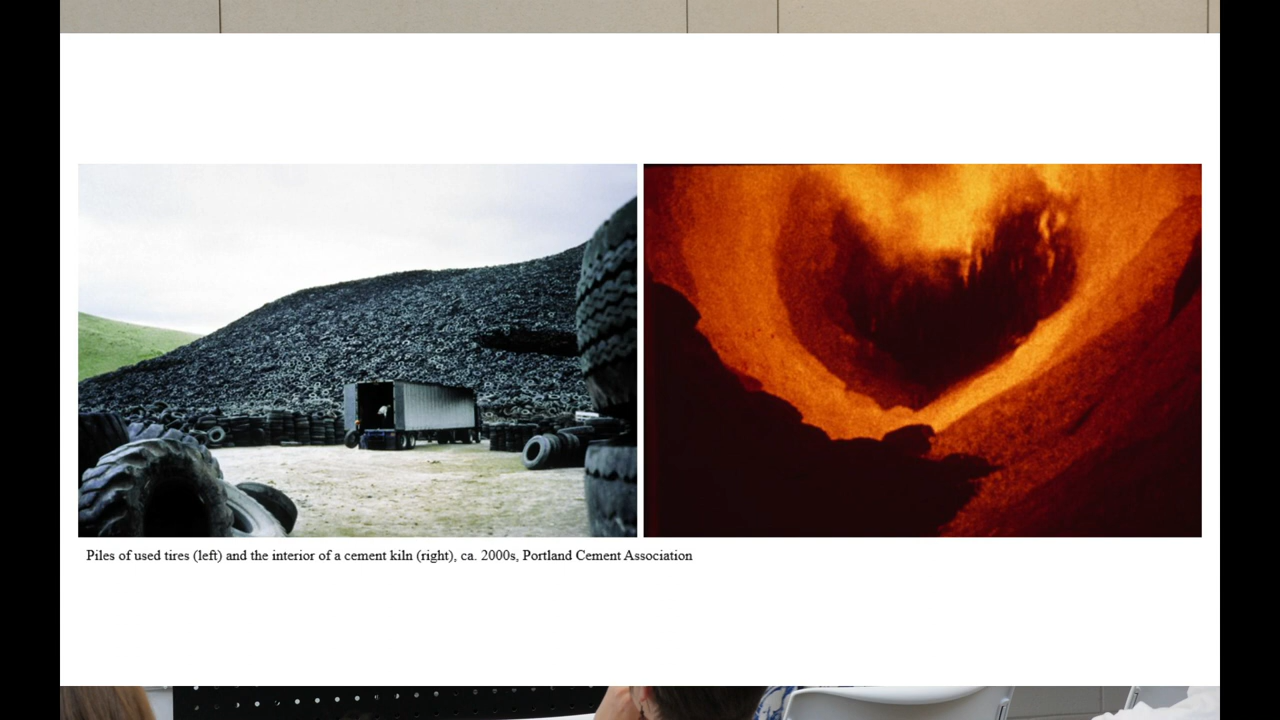 Piles of used tires (left) and the interior of a cement kiln (right), ca. 2000s, Portland Cement Association